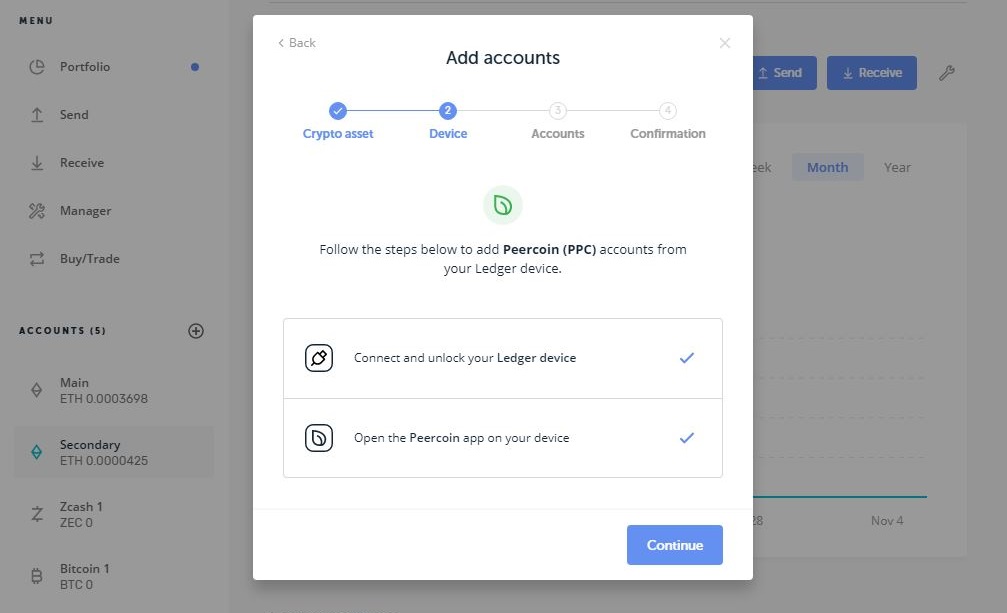 MENU
Portfolio
Send
Receive
Manager
Buy/Trade
ACCOUNTS (5)
Main
ETH 0.0003698
Secondary
ETH 0.0000425
Zcash 1
ZEC 0
Bitcoin 1
BTC 0
Back
Add accounts
2
3
4
Crypto asset
Device
Accounts
Confirmation
Follow the steps below to add Peercoin (PPC) accounts from
your Ledger device.
Connect and unlock your Ledger device
Open the Peercoin app on your device
Continue
Send
Receive
Month
Year
Nov 4